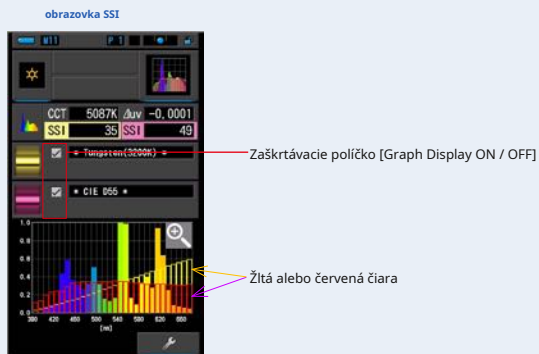 obrazovka SSI
M11 P 1
CCT 5087K Δuv -0,0001
SSI 35 SSI 49
* Tungsten(3200K) *
Zaškrtávacie políčko [Graph Display ON / OFF]
* CIE D55 *
1.0
0.8
0.6
0.4
0.2
0.0
380 420 460 500 540 580 620 660
[nm]
Žltá alebo červená čiara